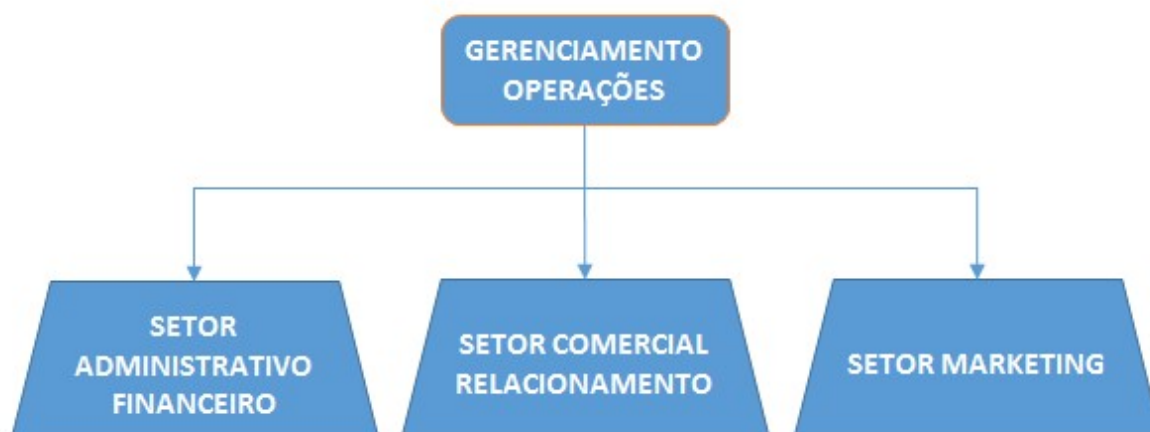 GERENCIAMENTO
OPERAÇÕES
SETOR
ADMINISTRATIVO
FINANCEIRO
SETOR COMERCIAL
RELACIONAMENTO
SETOR MARKETING